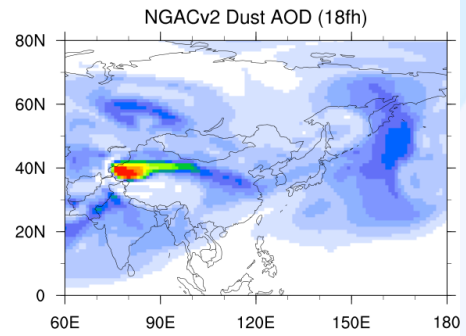 NGACv2 Dust AOD (18fh)
80N
60N
40N
20N
0
60E 90E 120E 150E 180